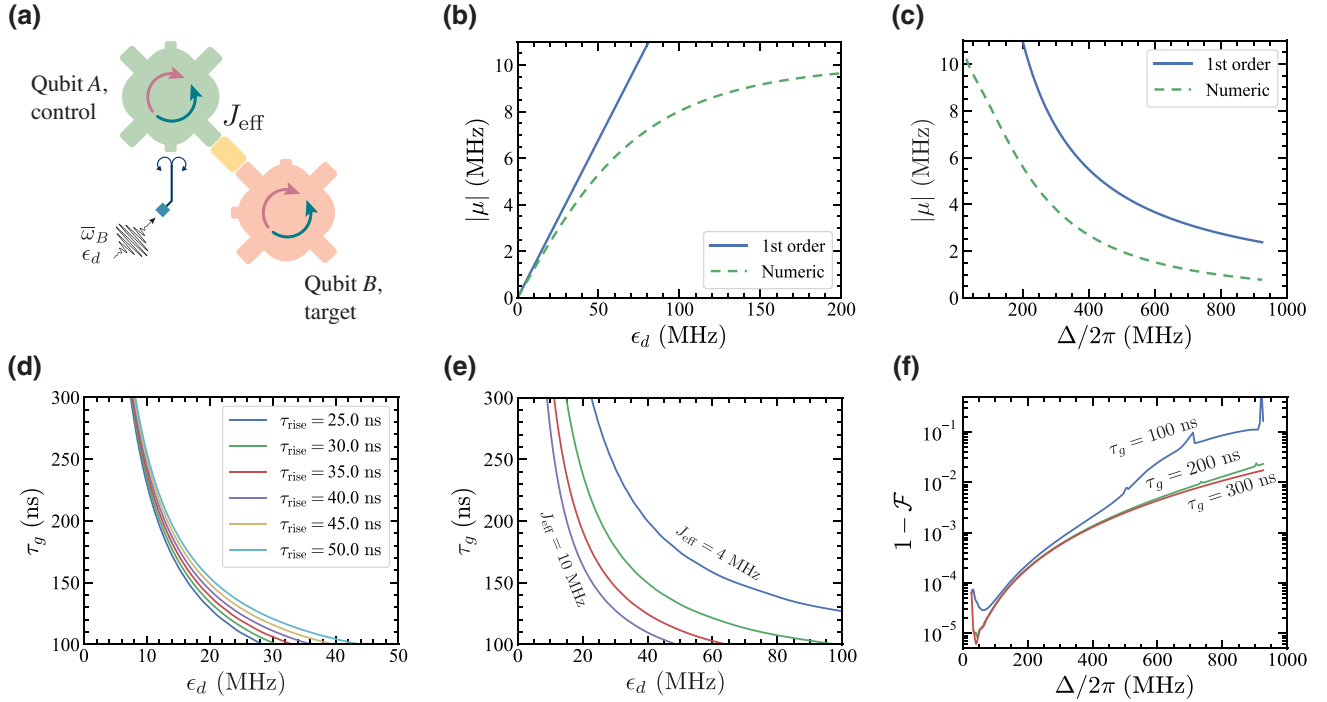 (a)
Qubit A,
control
J_eff
ω̄_B
ϵ_d
Qubit B,
target
(b)
|μ| (MHz)
10
8
6
4
2
0
1st order
Numeric
0 50 100 150 200
ϵ_d (MHz)
(c)
|μ| (MHz)
10
8
6
4
2
0
1st order
Numeric
200 400 600 800 1000
Δ/2π (MHz)
(d)
τ_g (ns)
300
250
200
150
100
τ_rise = 25.0 ns
τ_rise = 30.0 ns
τ_rise = 35.0 ns
τ_rise = 40.0 ns
τ_rise = 45.0 ns
τ_rise = 50.0 ns
0 10 20 30 40 50
ϵ_d (MHz)
(e)
τ_g (ns)
300
250
200
150
100
J_eff = 10 MHz
J_eff = 4 MHz
0 20 40 60 80 100
ϵ_d (MHz)
(f)
1 − ℱ
10⁻¹
10⁻²
10⁻³
10⁻⁴
10⁻⁵
τ_g = 100 ns
τ_g = 200 ns
τ_g = 300 ns
0 200 400 600 800 1000
Δ/2π (MHz)